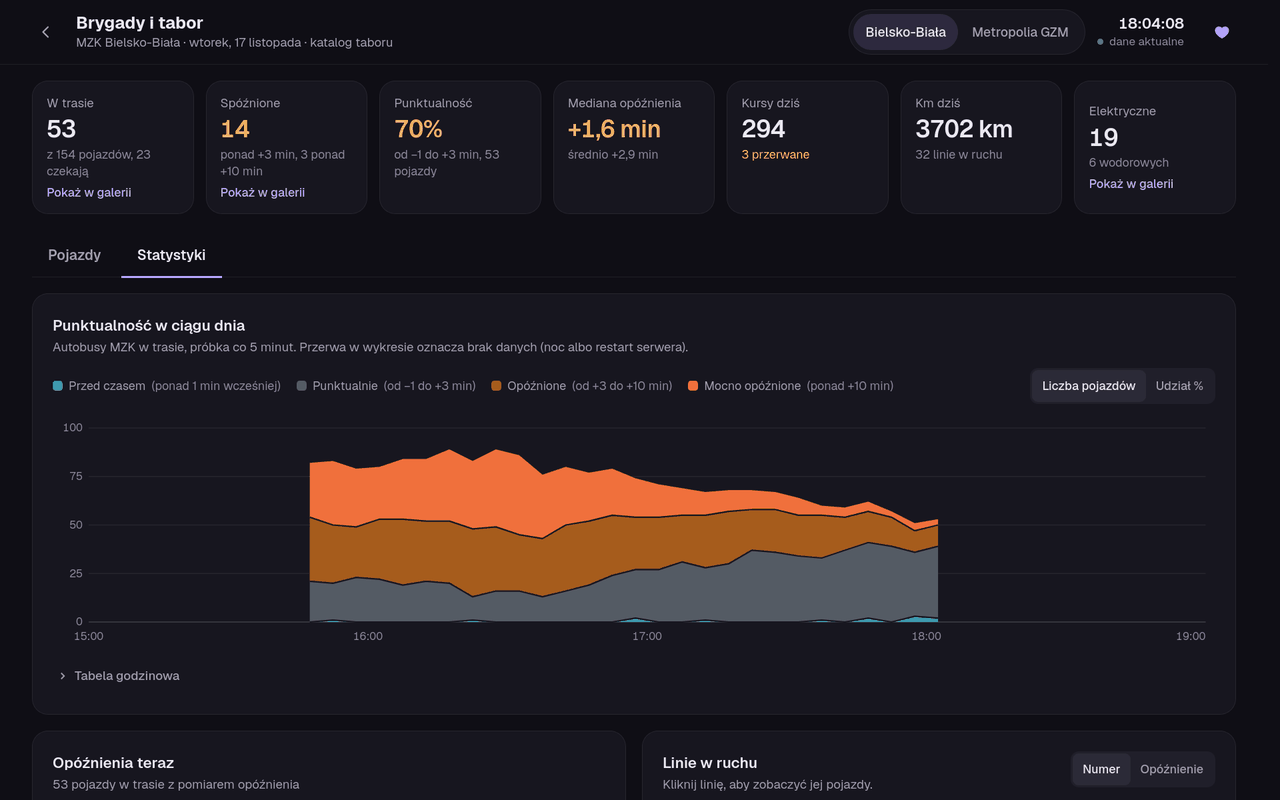 Brygady i tabor
MZK Bielsko-Biała · wtorek, 17 listopada · katalog taboru
Bielsko-Biała
Metropolia GZM
18:04:08
dane aktualne
W trasie
53
z 154 pojazdów, 23
czekają
Pokaż w galerii
Spóźnione
14
ponad +3 min, 3 ponad
+10 min
Pokaż w galerii
Punktualność
70%
od −1 do +3 min, 53
pojazdy
Mediana opóźnienia
+1,6 min
średnio +2,9 min
Kursy dziś
294
3 przerwane
Km dziś
3702 km
32 linie w ruchu
Elektryczne
19
6 wodorowych
Pokaż w galerii
Pojazdy
Statystyki
Punktualność w ciągu dnia
Autobusy MZK w trasie, próbka co 5 minut. Przerwa w wykresie oznacza brak danych (noc albo restart serwera).
Przed czasem (ponad 1 min wcześniej)
Punktualnie (od −1 do +3 min)
Opóźnione (od +3 do +10 min)
Mocno opóźnione (ponad +10 min)
Liczba pojazdów
Udział %
100
75
50
25
0
15:00
16:00
17:00
18:00
19:00
Tabela godzinowa
Opóźnienia teraz
53 pojazdy w trasie z pomiarem opóźnienia
Linie w ruchu
Kliknij linię, aby zobaczyć jej pojazdy.
Numer
Opóźnienie